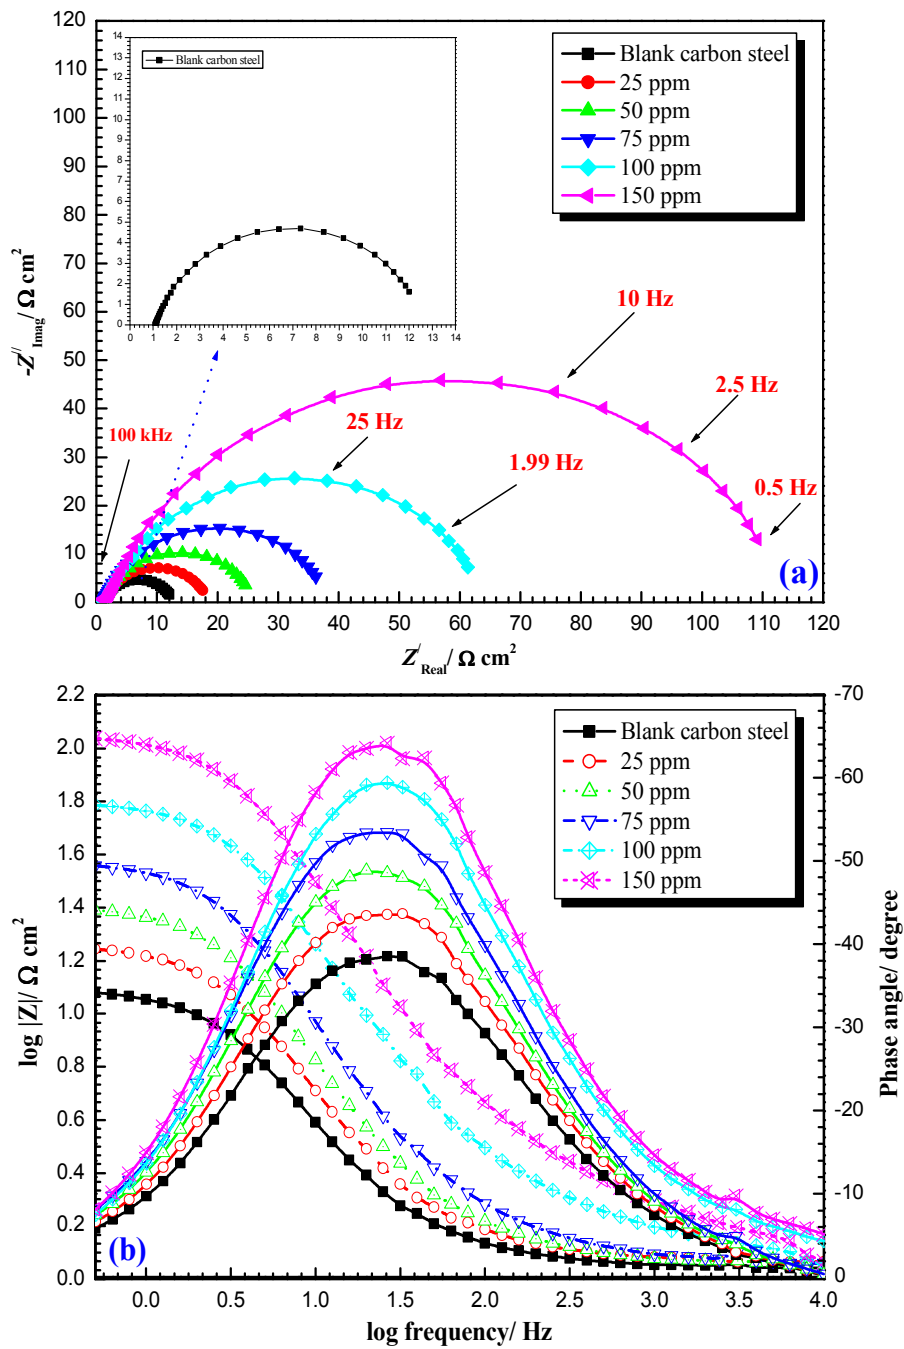 120
110
100
90
80
70
60
50
40
30
20
10
0
-Z// Imag/ Ω cm2
14
13
12
11
10
9
8
7
6
5
4
3
2
1
0
0 1 2 3 4 5 6 7 8 9 10 11 12 13 14
Blank carbon steel
Blank carbon steel
25 ppm
50 ppm
75 ppm
100 ppm
150 ppm
10 Hz
2.5 Hz
25 Hz
100 kHz
1.99 Hz
0.5 Hz
(a)
0 10 20 30 40 50 60 70 80 90 100 110 120
Z/ Real/ Ω cm2
2.2
2.0
1.8
1.6
1.4
1.2
1.0
0.8
0.6
0.4
0.2
0.0
log |Z|/ Ω cm2
Blank carbon steel
25 ppm
50 ppm
75 ppm
100 ppm
150 ppm
-70
-60
-50
-40
-30
-20
-10
0
Phase angle/ degree
(b)
0.0 0.5 1.0 1.5 2.0 2.5 3.0 3.5 4.0
log frequency/ Hz